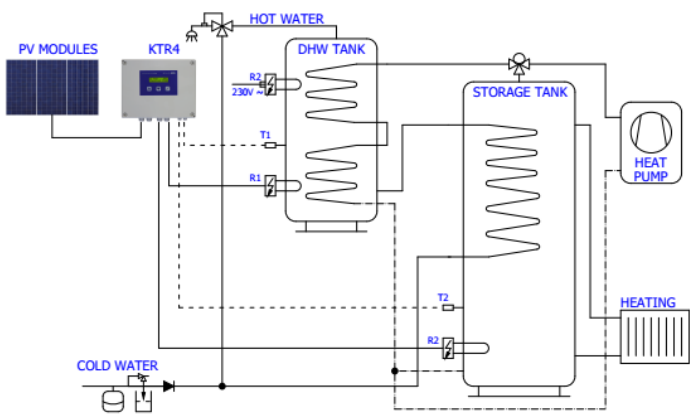 HOT WATER
PV MODULES
KTR4
DHW TANK
R2
230V ~
STORAGE TANK
T1
HEAT
PUMP
R1
T2
HEATING
R2
COLD WATER